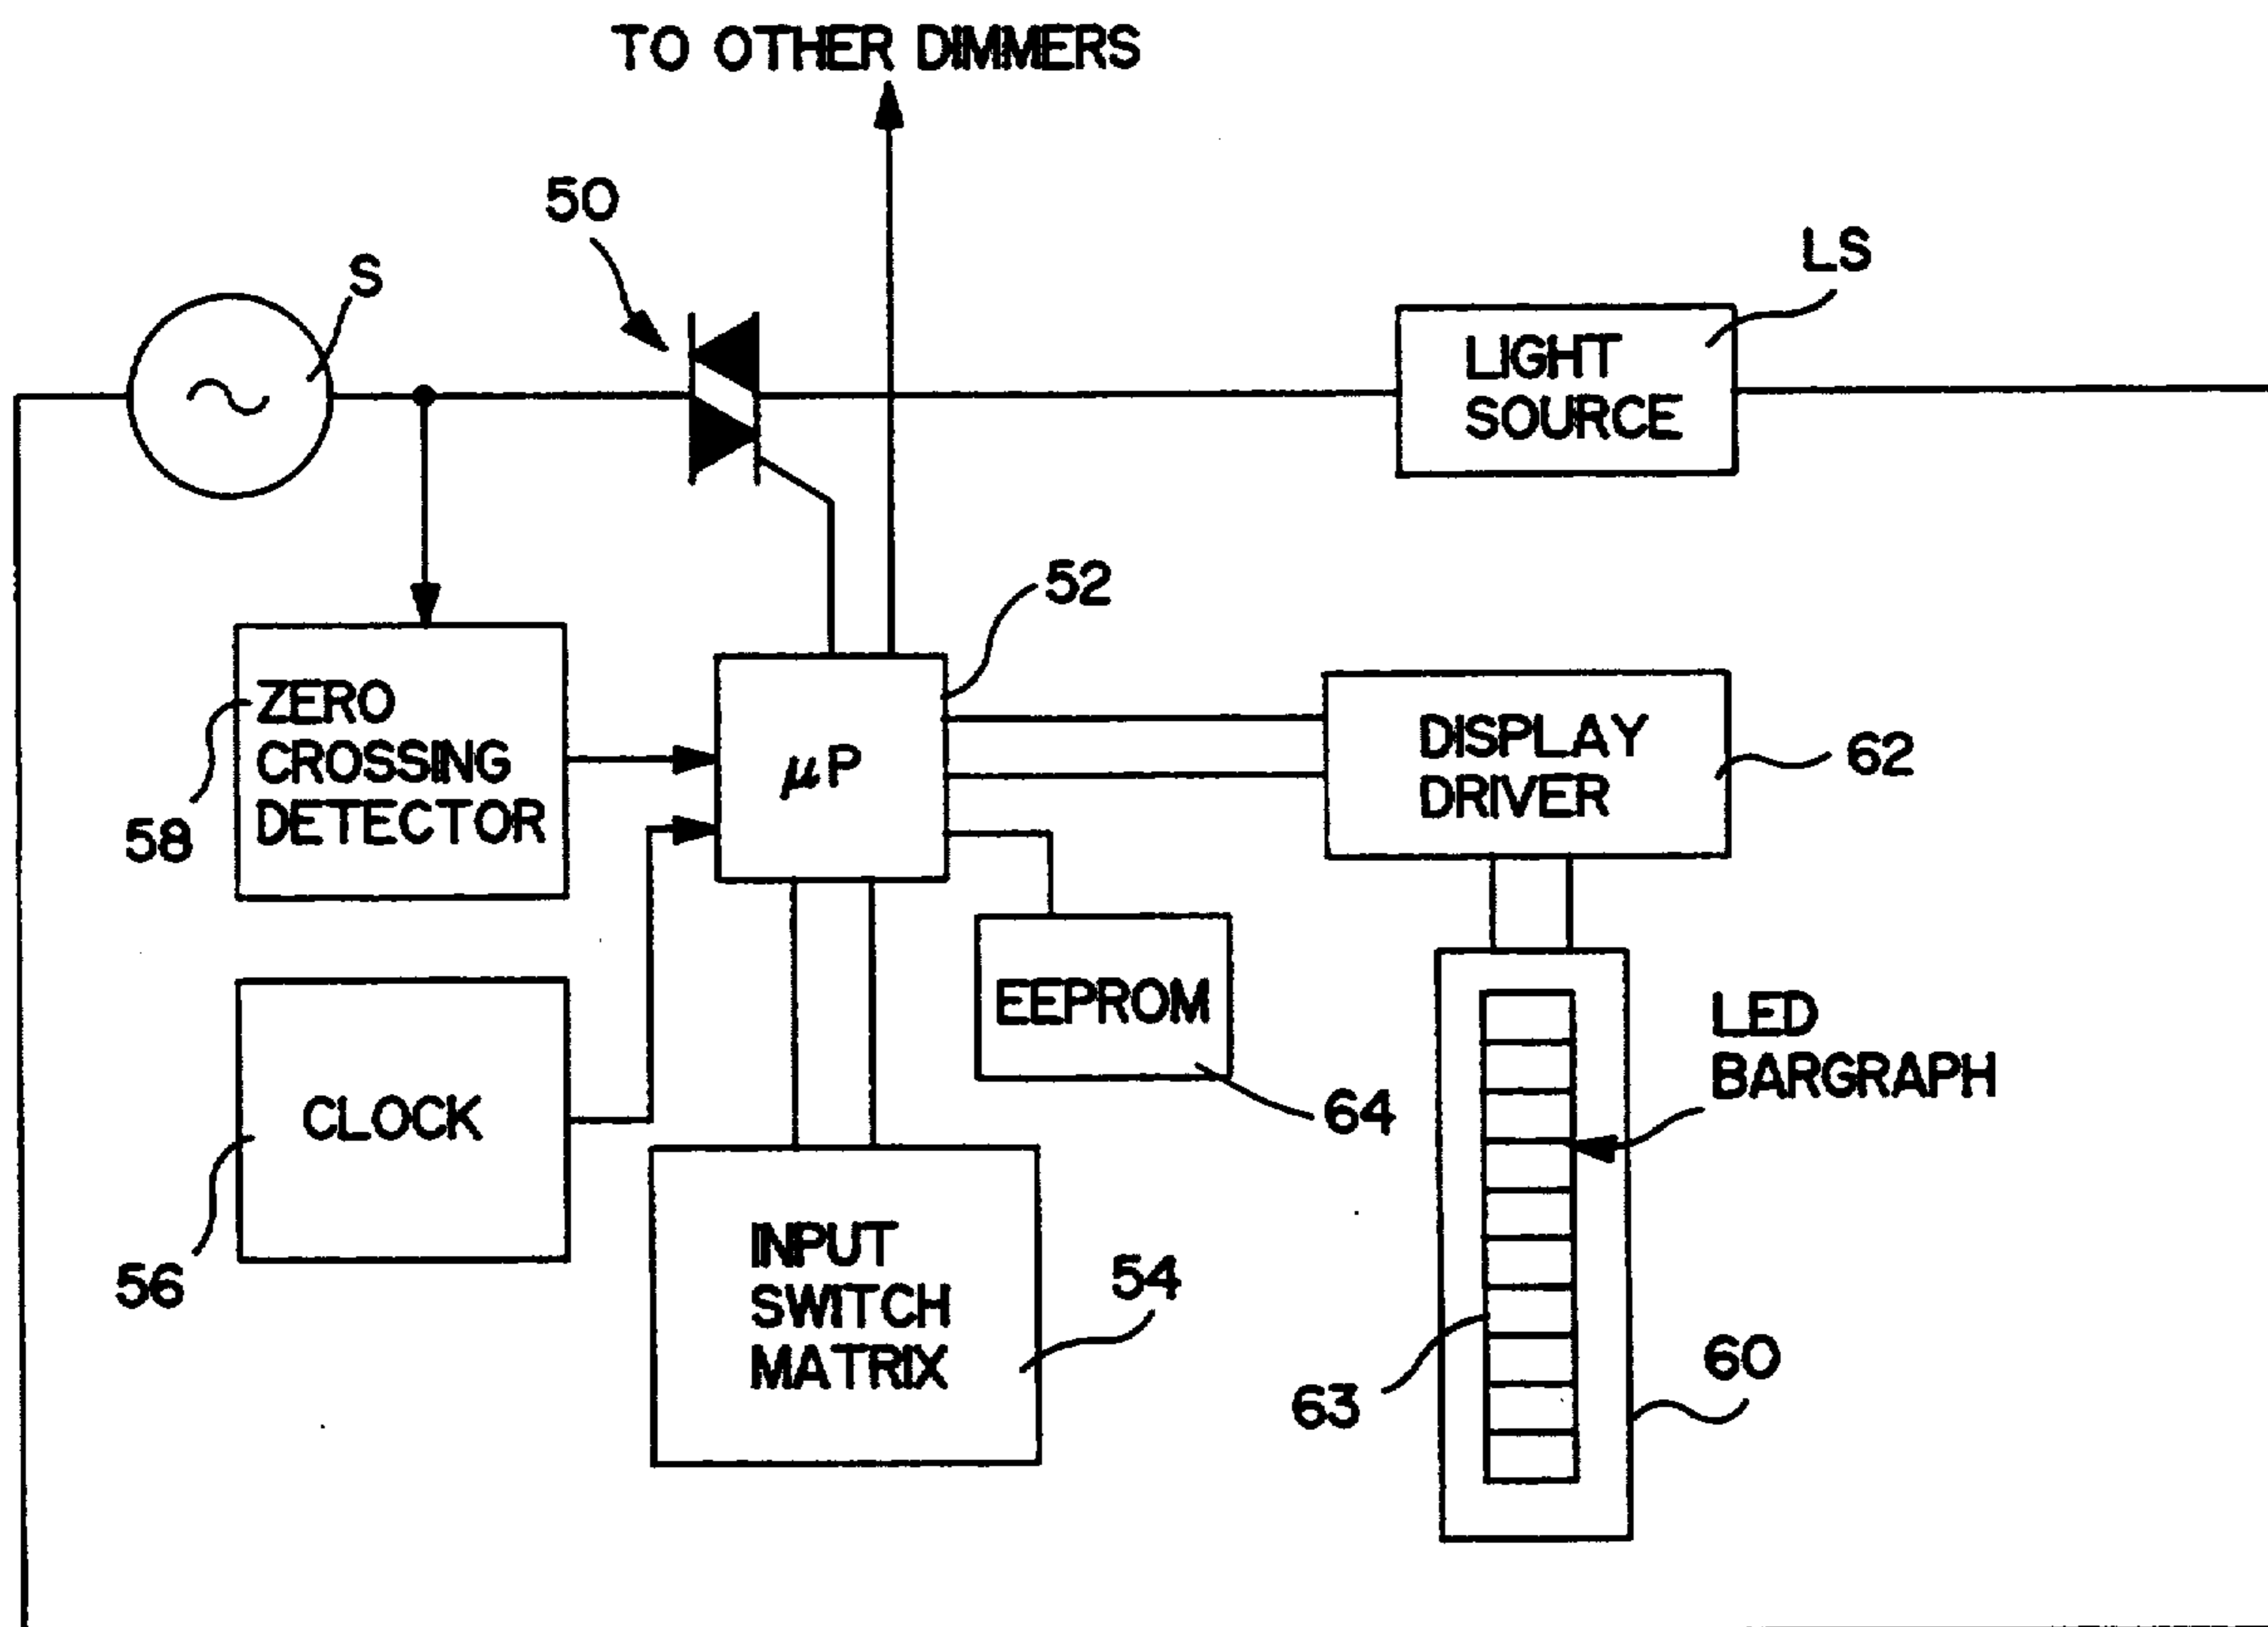 TO OTHER DIMMERS
50
S
LS
LIGHT
SOURCE
52
ZERO
CROSSING
DETECTOR
58
μP
DISPLAY
DRIVER
62
EEPROM
64
CLOCK
56
INPUT
SWITCH
MATRIX
54
LED
BARGRAPH
63
60